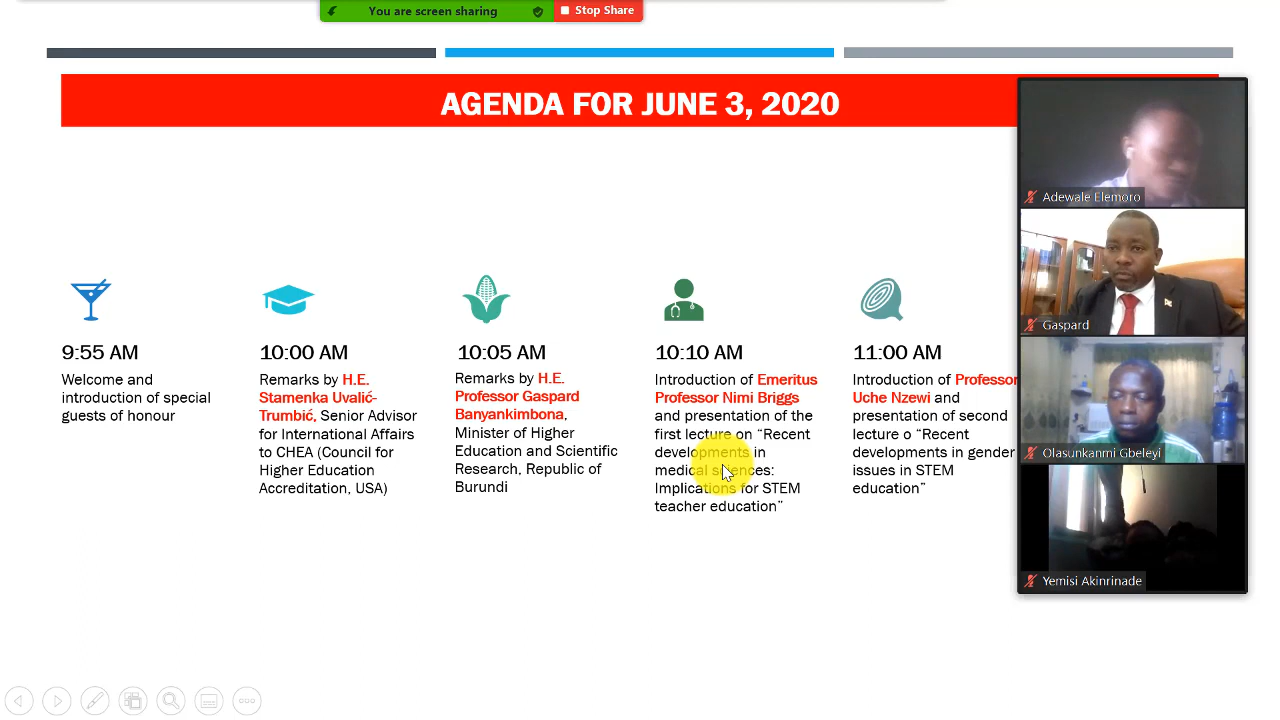 You are screen sharing
Stop Share
AGENDA FOR JUNE 3, 2020
9:55 AM
Welcome and
introduction of special
guests of honour
10:00 AM
Remarks by H.E.
Stamenka Uvalić-
Trumbić, Senior Advisor
for International Affairs
to CHEA (Council for
Higher Education
Accreditation, USA)
10:05 AM
Remarks by H.E.
Professor Gaspard
Banyankimbona,
Minister of Higher
Education and Scientific
Research, Republic of
Burundi
10:10 AM
Introduction of Emeritus
Professor Nimi Briggs
and presentation of the
first lecture on “Recent
developments in
medical sciences:
Implications for STEM
teacher education”
11:00 AM
Introduction of Professor
Uche Nzewi and
presentation of second
lecture o “Recent
developments in gender
issues in STEM
education”
Adewale Elemoro
Gaspard
Olasunkanmi Gbeleyi
Yemisi Akinrinade